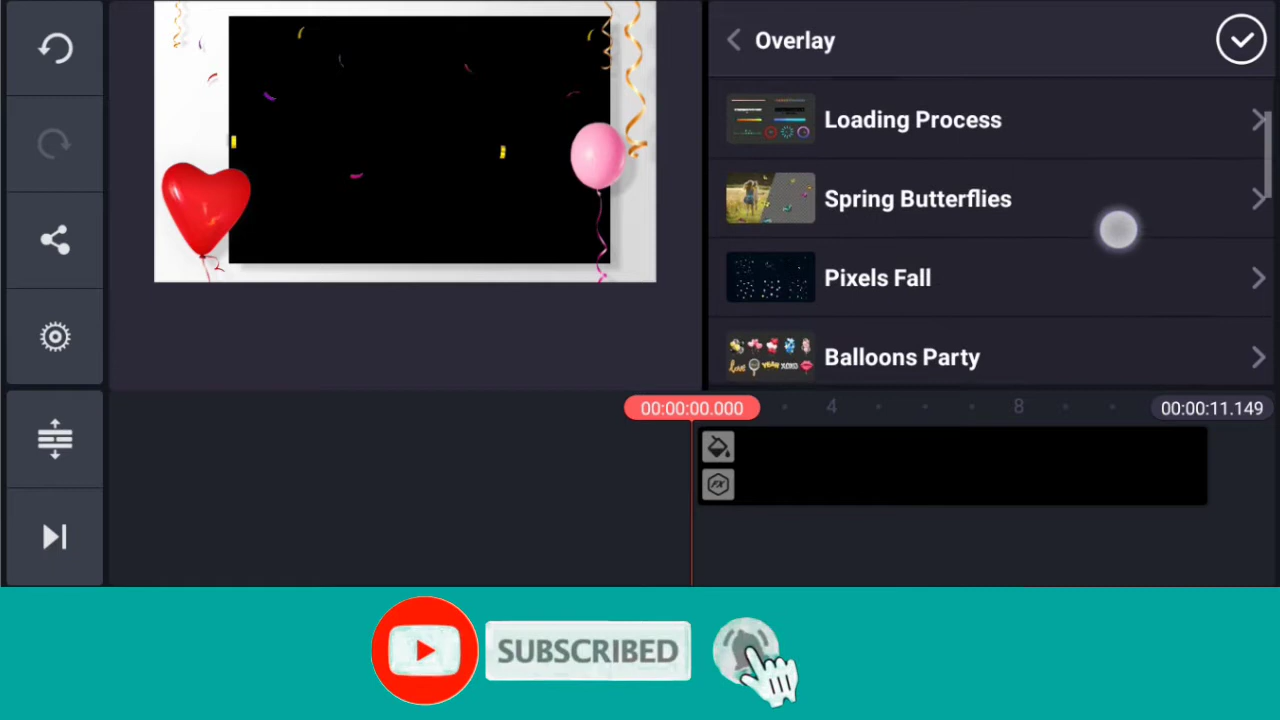 Overlay
Loading Process
Spring Butterflies
Pixels Fall
Balloons Party
00:00:00.000
4
8
00:00:11.149
SUBSCRIBED